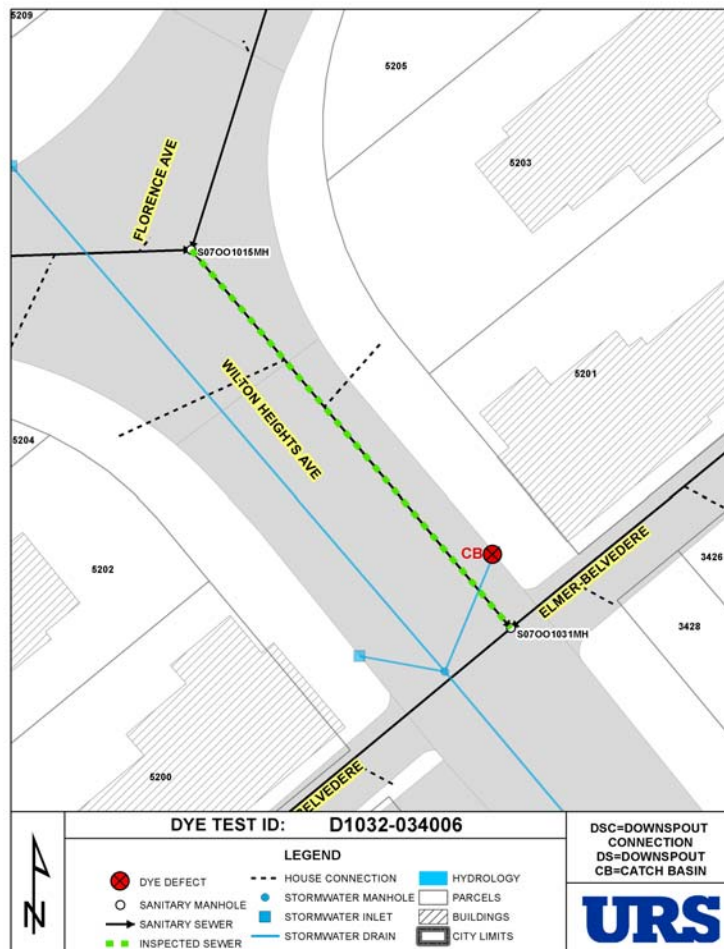 5209
5205
5203
FLORENCE AVE
S07OO1015MH
WILTON HEIGHTS AVE
5201
5204
CB
ELMER-BELVEDERE
3426
5202
3428
S07OO1031MH
5200
BELVEDERE
DYE TEST ID: D1032-034006
LEGEND
DYE DEFECT
SANITARY MANHOLE
SANITARY SEWER
INSPECTED SEWER
HOUSE CONNECTION
STORMWATER MANHOLE
STORMWATER INLET
STORMWATER DRAIN
HYDROLOGY
PARCELS
BUILDINGS
CITY LIMITS
DSC=DOWNSPOUT
CONNECTION
DS=DOWNSPOUT
CB=CATCH BASIN
URS
N